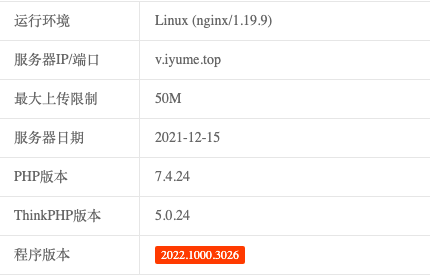 运行环境 Linux (nginx/1.19.9)
服务器IP/端口 v.iyume.top
最大上传限制 50M
服务器日期 2021-12-15
PHP版本 7.4.24
ThinkPHP版本 5.0.24
程序版本 2022.1000.3026